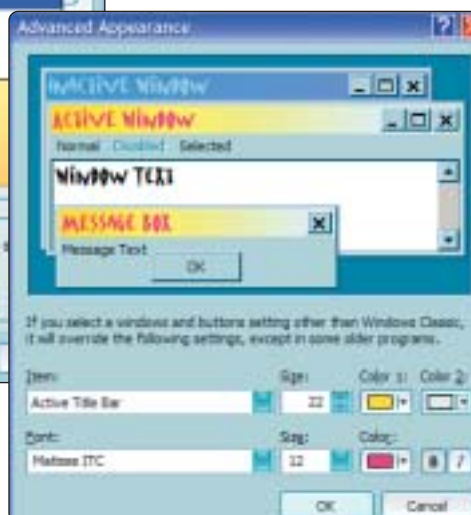 Advanced Appearance
INACTIVE WINDOW
ACTIVE WINDOW
Normal Disabled Selected
WINDOW TEXT
MESSAGE BOX
Message Text
OK
If you select a windows and buttons setting other than Windows Classic,
it will override the following settings, except in some older programs.
Item: Size: Color 1: Color 2:
Active Title Bar 22
Font: Size: Color:
Matisse ITC 12 B I
OK Cancel